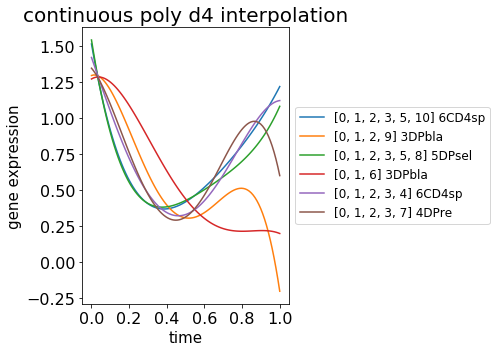 continuous poly d4 interpolation
gene expression
1.50
1.25
1.00
0.75
0.50
0.25
0.00
−0.25
0.0 0.2 0.4 0.6 0.8 1.0
time
[0, 1, 2, 3, 5, 10] 6CD4sp
[0, 1, 2, 9] 3DPbla
[0, 1, 2, 3, 5, 8] 5DPsel
[0, 1, 6] 3DPbla
[0, 1, 2, 3, 4] 6CD4sp
[0, 1, 2, 3, 7] 4DPre